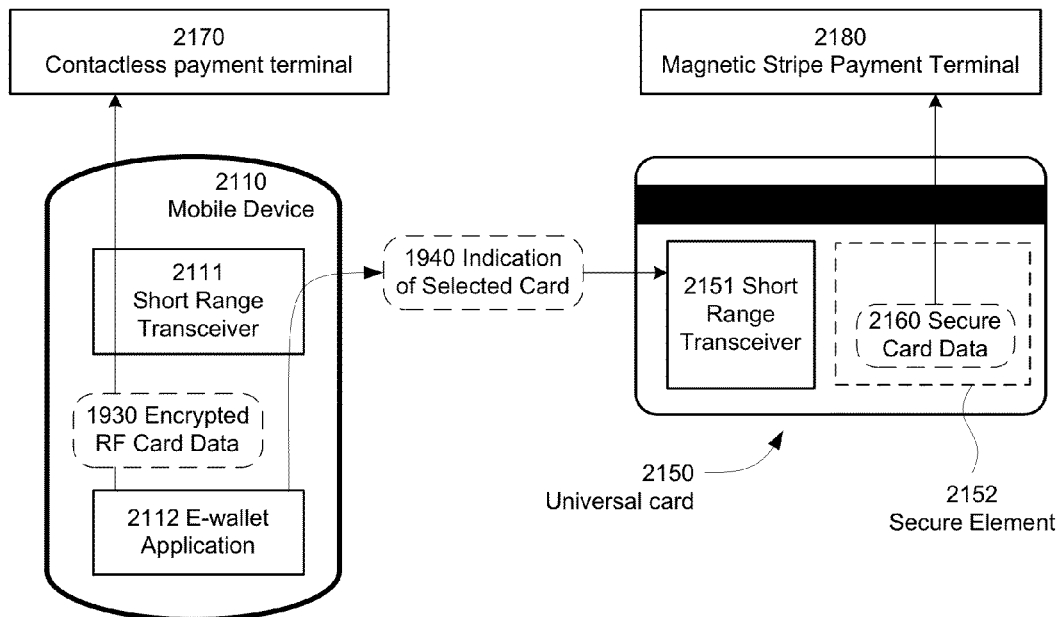 2170
Contactless payment terminal
2180
Magnetic Stripe Payment Terminal
2110
Mobile Device
2111
Short Range
Transceiver
1940 Indication
of Selected Card
2151 Short
Range
Transceiver
2160 Secure
Card Data
1930 Encrypted
RF Card Data
2112 E-wallet
Application
2150
Universal card
2152
Secure Element